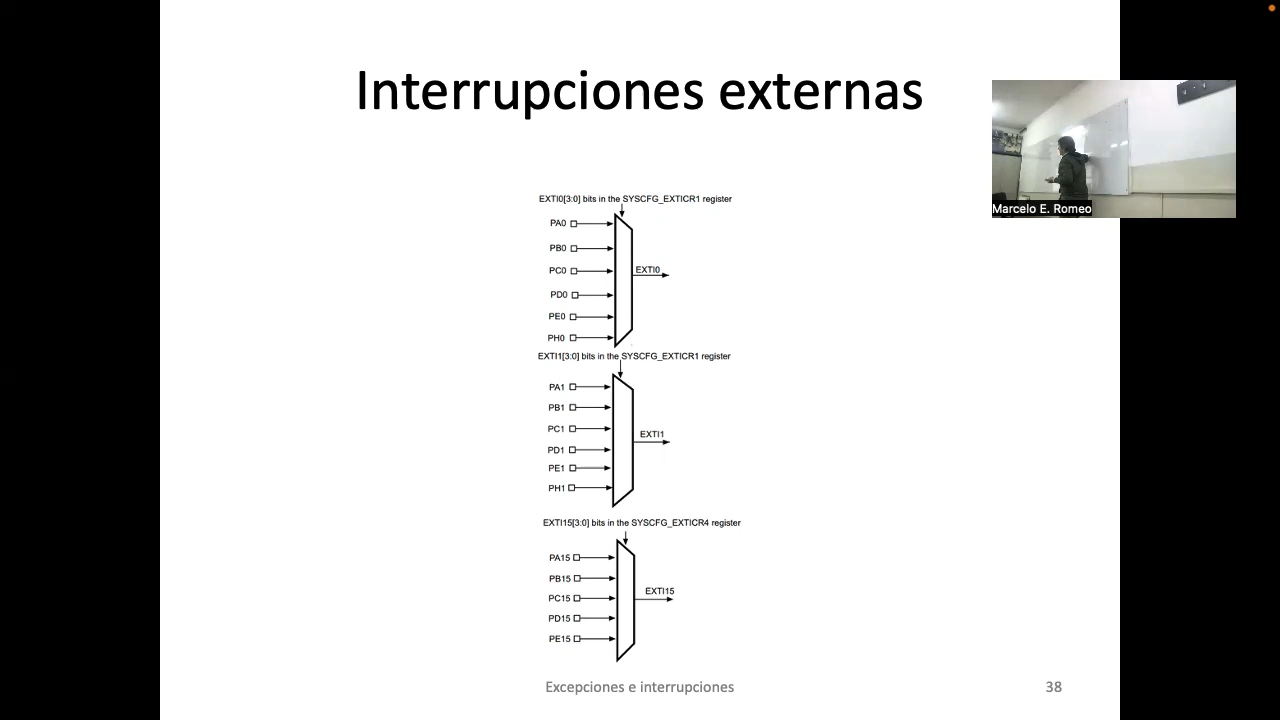 Interrupciones externas
Marcelo E. Romeo
EXTI0[3:0] bits in the SYSCFG_EXTICR1 register
PA0
PB0
PC0
EXTI0
PD0
PE0
PH0
EXTI1[3:0] bits in the SYSCFG_EXTICR1 register
PA1
PB1
PC1
EXTI1
PD1
PE1
PH1
EXTI15[3:0] bits in the SYSCFG_EXTICR4 register
PA15
PB15
EXTI15
PC15
PD15
PE15
Excepciones e interrupciones
38